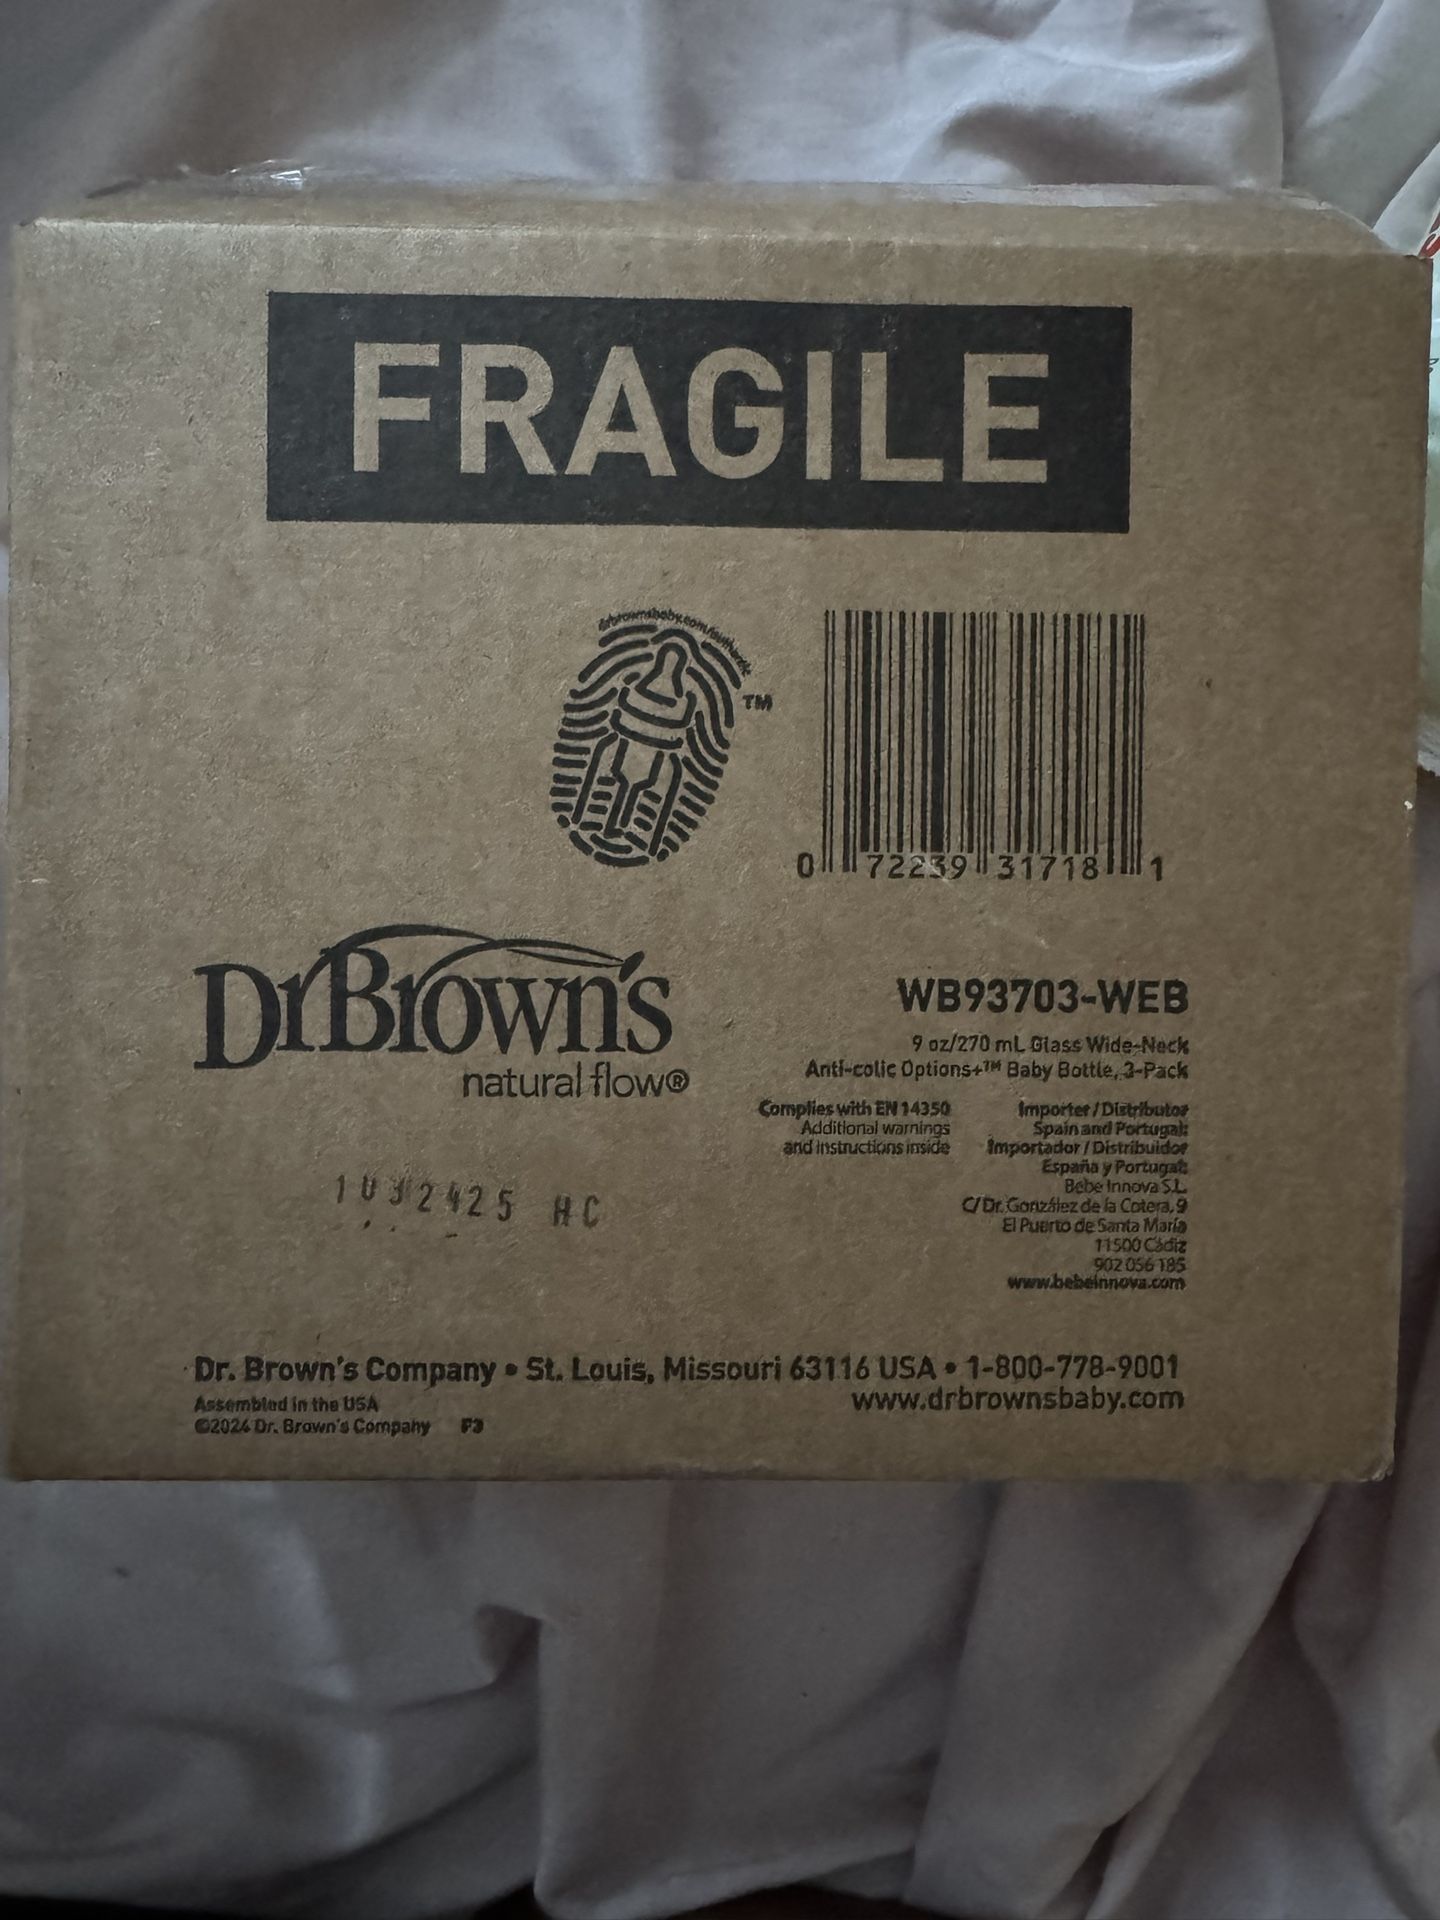 FRAGILE
TM
0 72239 31718 1
DrBrown's
natural flow®
WB93703-WEB
9 oz/270 mL Glass Wide-Neck
Anti-colic Options+™ Baby Bottle, 3-Pack
Complies with EN 14350
Additional warnings
and instructions inside
Importer / Distributor
Spain and Portugal:
Importador / Distribuidor
España y Portugal:
Bebe Innova S.L.
C/ Dr. González de la Cotera, 9
El Puerto de Santa María
11500 Cádiz
902 056 185
www.bebeinnova.com
HC
Dr. Brown's Company • St. Louis, Missouri 63116 USA • 1-800-778-9001
www.drbrownsbaby.com
Assembled in the USA
©2024 Dr. Brown's Company F3